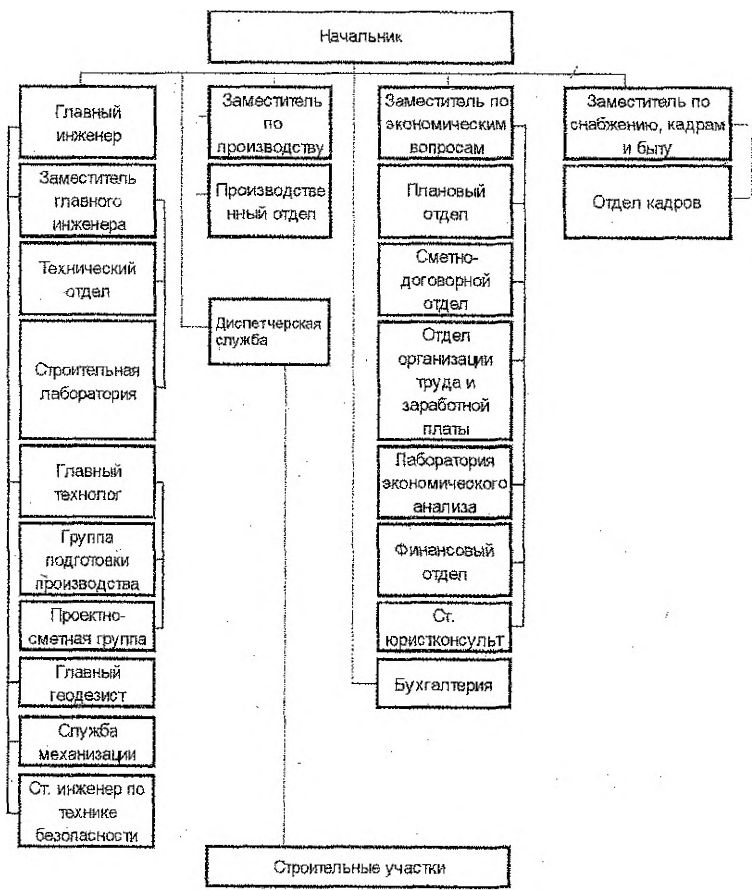 Начальник
Главный
инженер
Заместитель
главного
инженера
Технический
отдел
Строительная
лаборатория
Главный
технолог
Группа
подготовки
производства
Проектно-
сметная группа
Главный
геодезист
Служба
механизации
Ст. инженер по
технике
безопасности
Заместитель
по
производству
Производстве
нный отдел
Диспетчерская
служба
Заместитель по
экономическим
вопросам
Плановый
отдел
Сметно-
договорной
отдел
Отдел
организации
труда и
заработной
платы
Лаборатория
экономического
анализа
Финансовый
отдел
Ст.
юристконсульт
Бухгалтерия
Заместитель по
снабжению, кадрам
и быту
Отдел кадров
Строительные участки